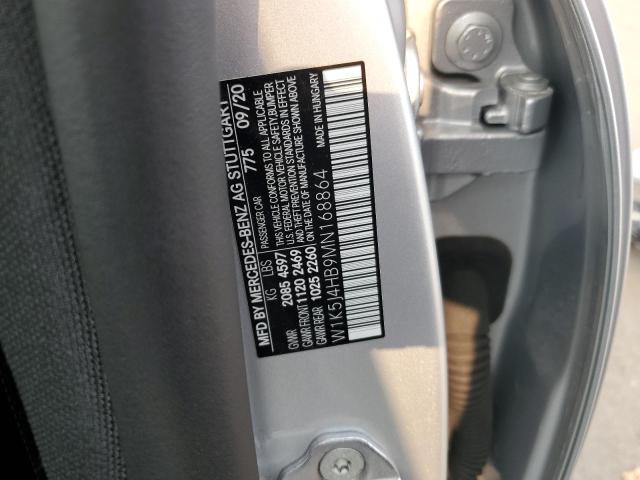 MFD BY MERCEDES-BENZ AG STUTTGART
PASSENGER CAR 775 09/20
KG LBS
GVWR 2085 4597
GAWR FRONT 1120 2469
GAWR REAR 1025 2260
THIS VEHICLE CONFORMS TO ALL APPLICABLE
U.S. FEDERAL MOTOR VEHICLE SAFETY, BUMPER
AND THEFT PREVENTION STANDARDS IN EFFECT
ON THE DATE OF MANUFACTURE SHOWN ABOVE
MADE IN HUNGARY
W1K5J4HB9MN168864